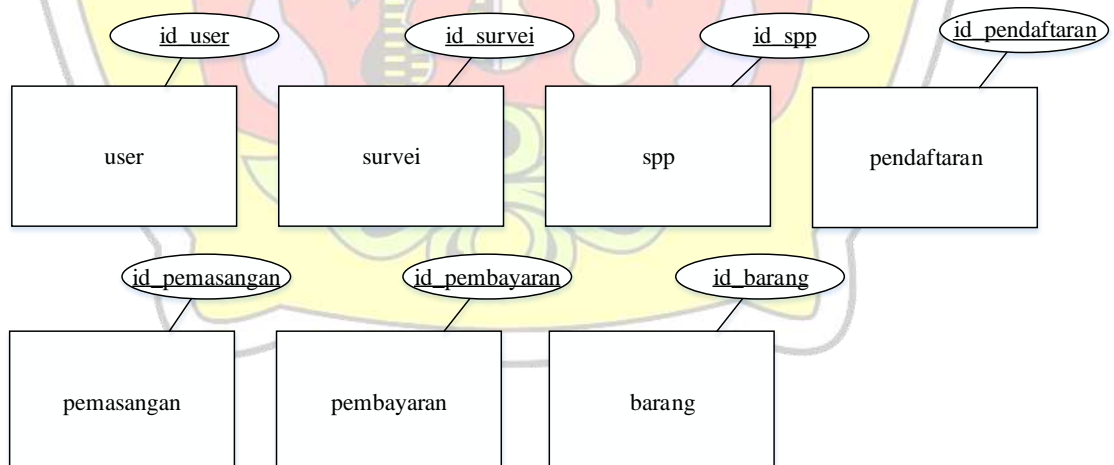 id_user
id_survei
id_spp
id_pendaftaran
user
survei
spp
pendaftaran
id_pemasangan
id_pembayaran
id_barang
pemasangan
pembayaran
barang